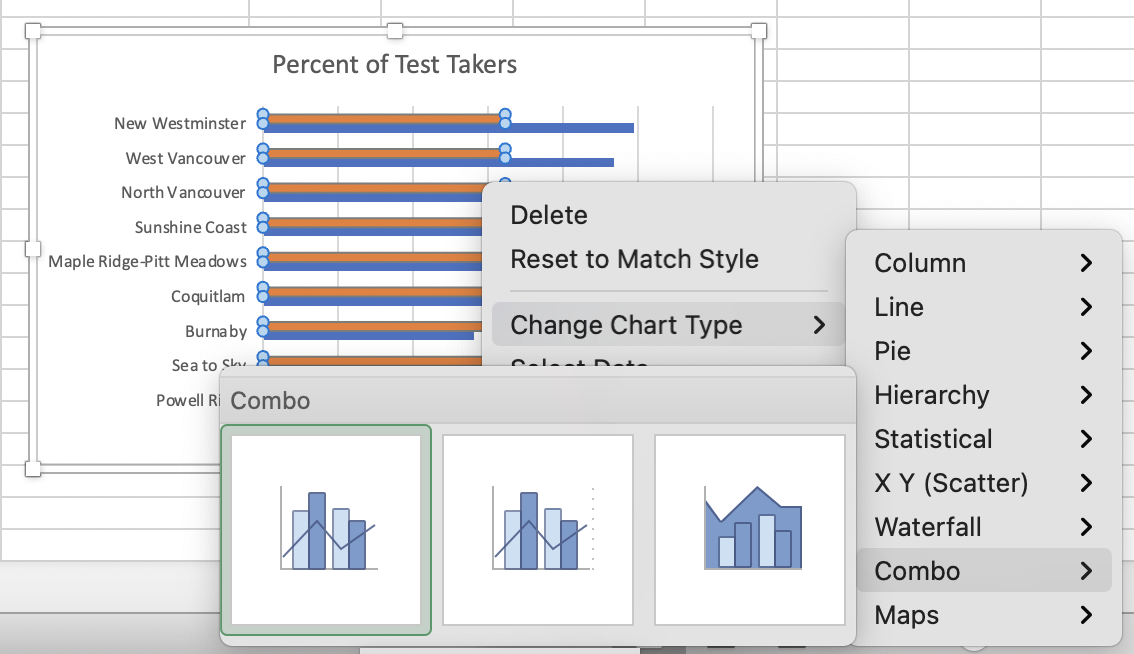 Percent of Test Takers
New Westminster
West Vancouver
North Vancouver
Sunshine Coast
Maple Ridge-Pitt Meadows
Coquitlam
Burnaby
Sea to Sky
Powell Ri
Delete
Reset to Match Style
Change Chart Type
Select Data
Column
Line
Pie
Hierarchy
Statistical
X Y (Scatter)
Waterfall
Combo
Maps
Combo